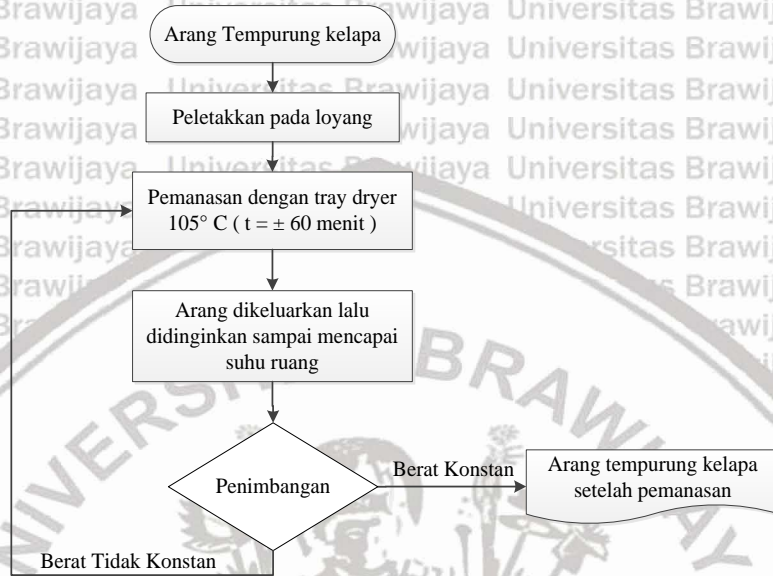 Arang Tempurung kelapa
Peletakkan pada loyang
Pemanasan dengan tray dryer
105° C ( t = ± 60 menit )
Arang dikeluarkan lalu
didinginkan sampai mencapai
suhu ruang
Penimbangan
Berat Konstan
Arang tempurung kelapa
setelah pemanasan
Berat Tidak Konstan